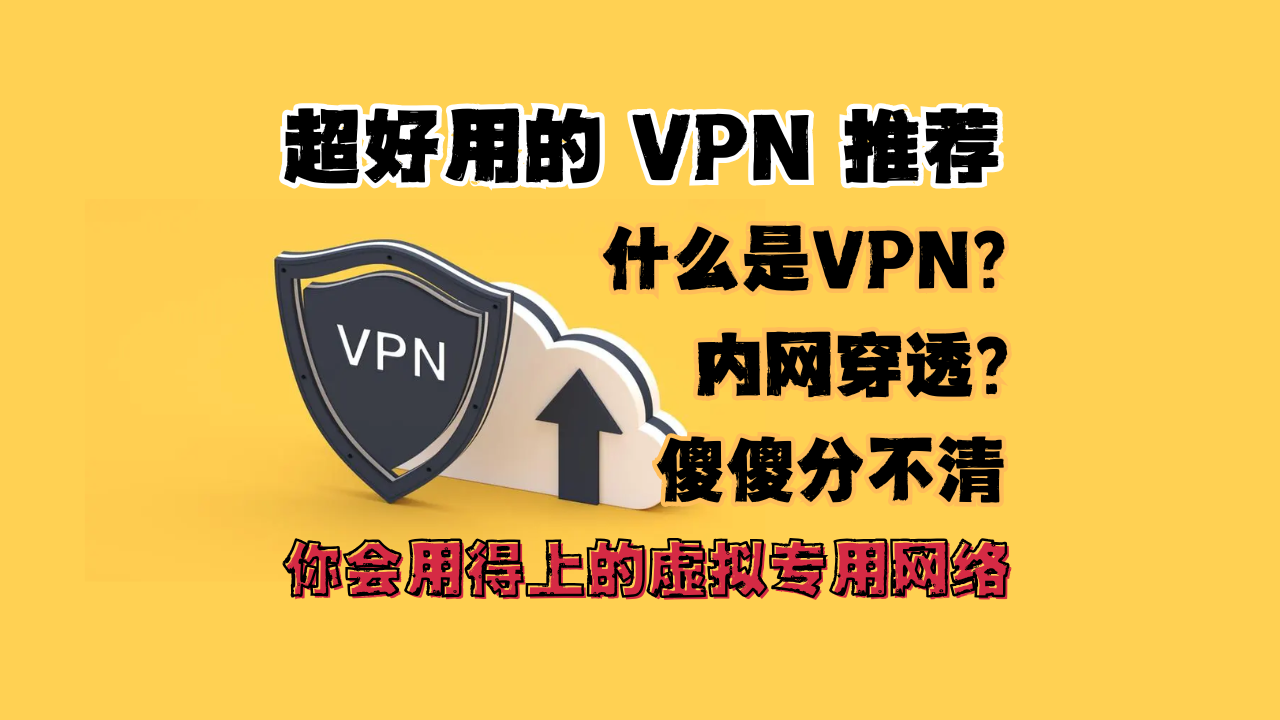 超好用的 VPN 推荐
什么是VPN?
VPN
内网穿透?
傻傻分不清
你会用得上的虚拟专用网络